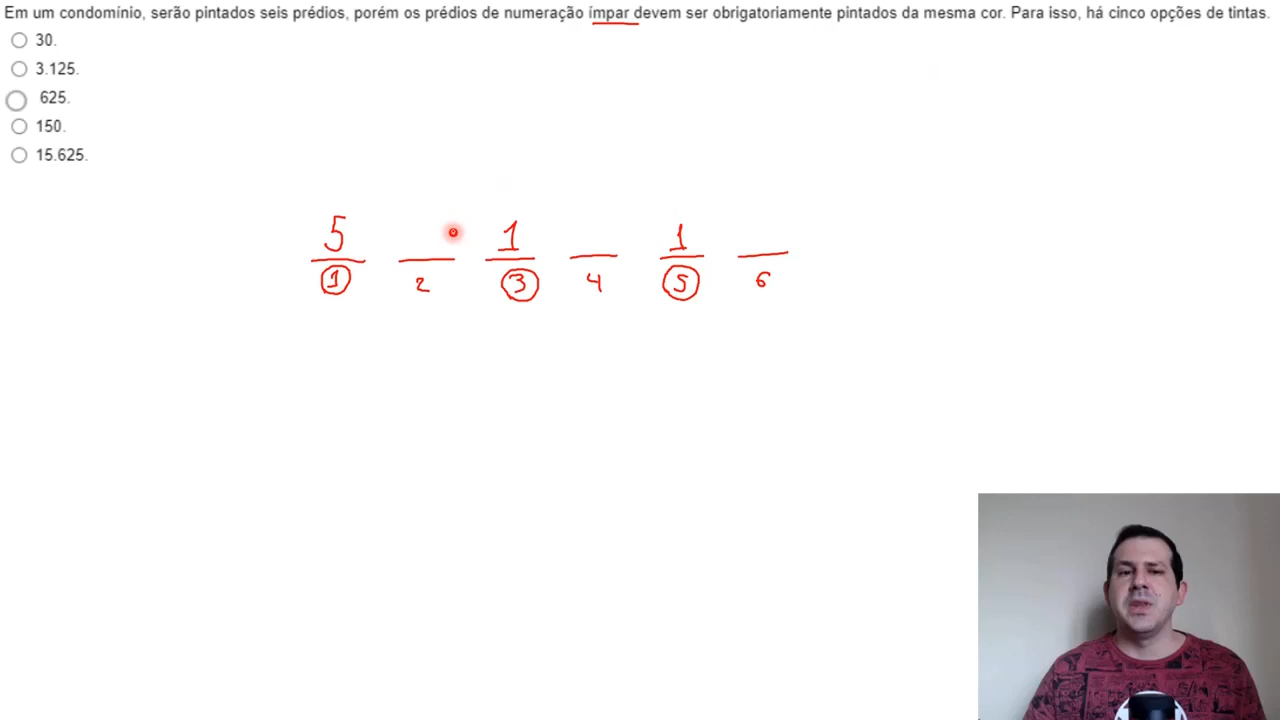 Em um condomínio, serão pintados seis prédios, porém os prédios de numeração ímpar devem ser obrigatoriamente pintados da mesma cor. Para isso, há cinco opções de tintas.
30.
3.125.
625.
150.
15.625.
5 1 1
1 2 3 4 5 6